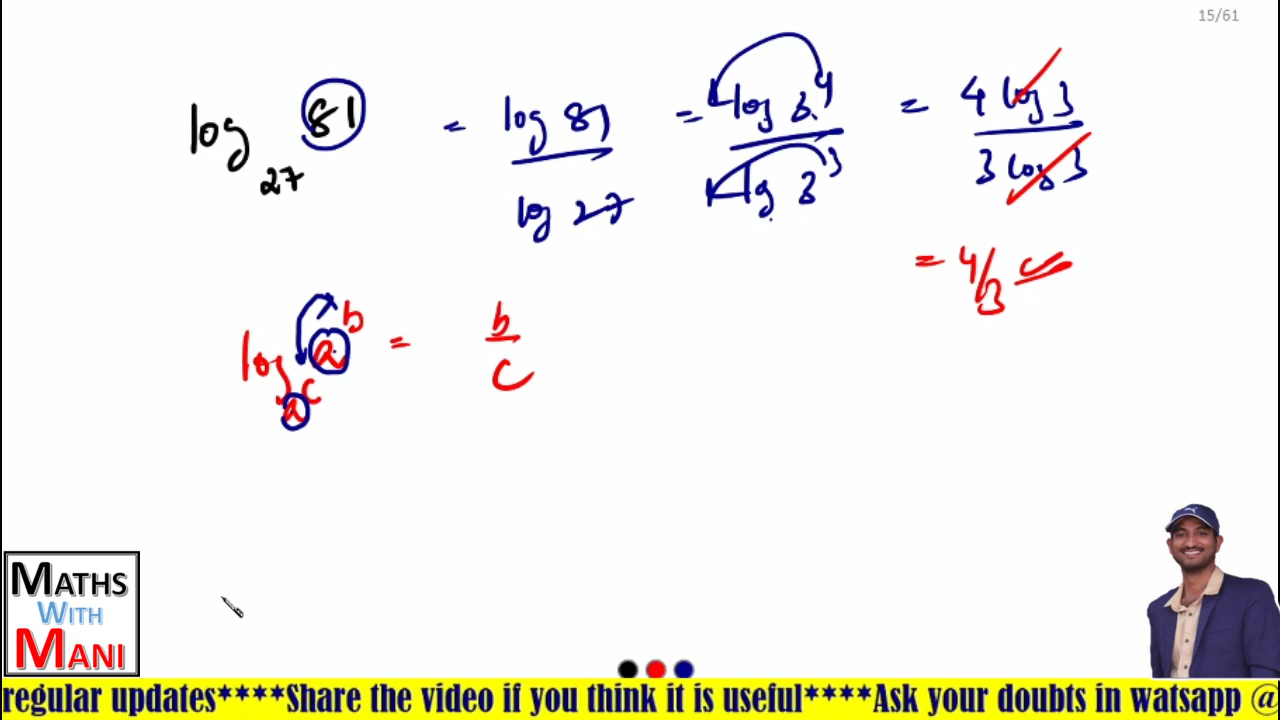 15/61
log₂₇ 81 = log 81 / log 27 = log 3⁴ / log 3³ = 4 log 3 / 3 log 3
= 4/3
log_{a^c} a^b = b/c
MATHS
WITH
MANI
regular updates****Share the video if you think it is useful****Ask your doubts in watsapp @